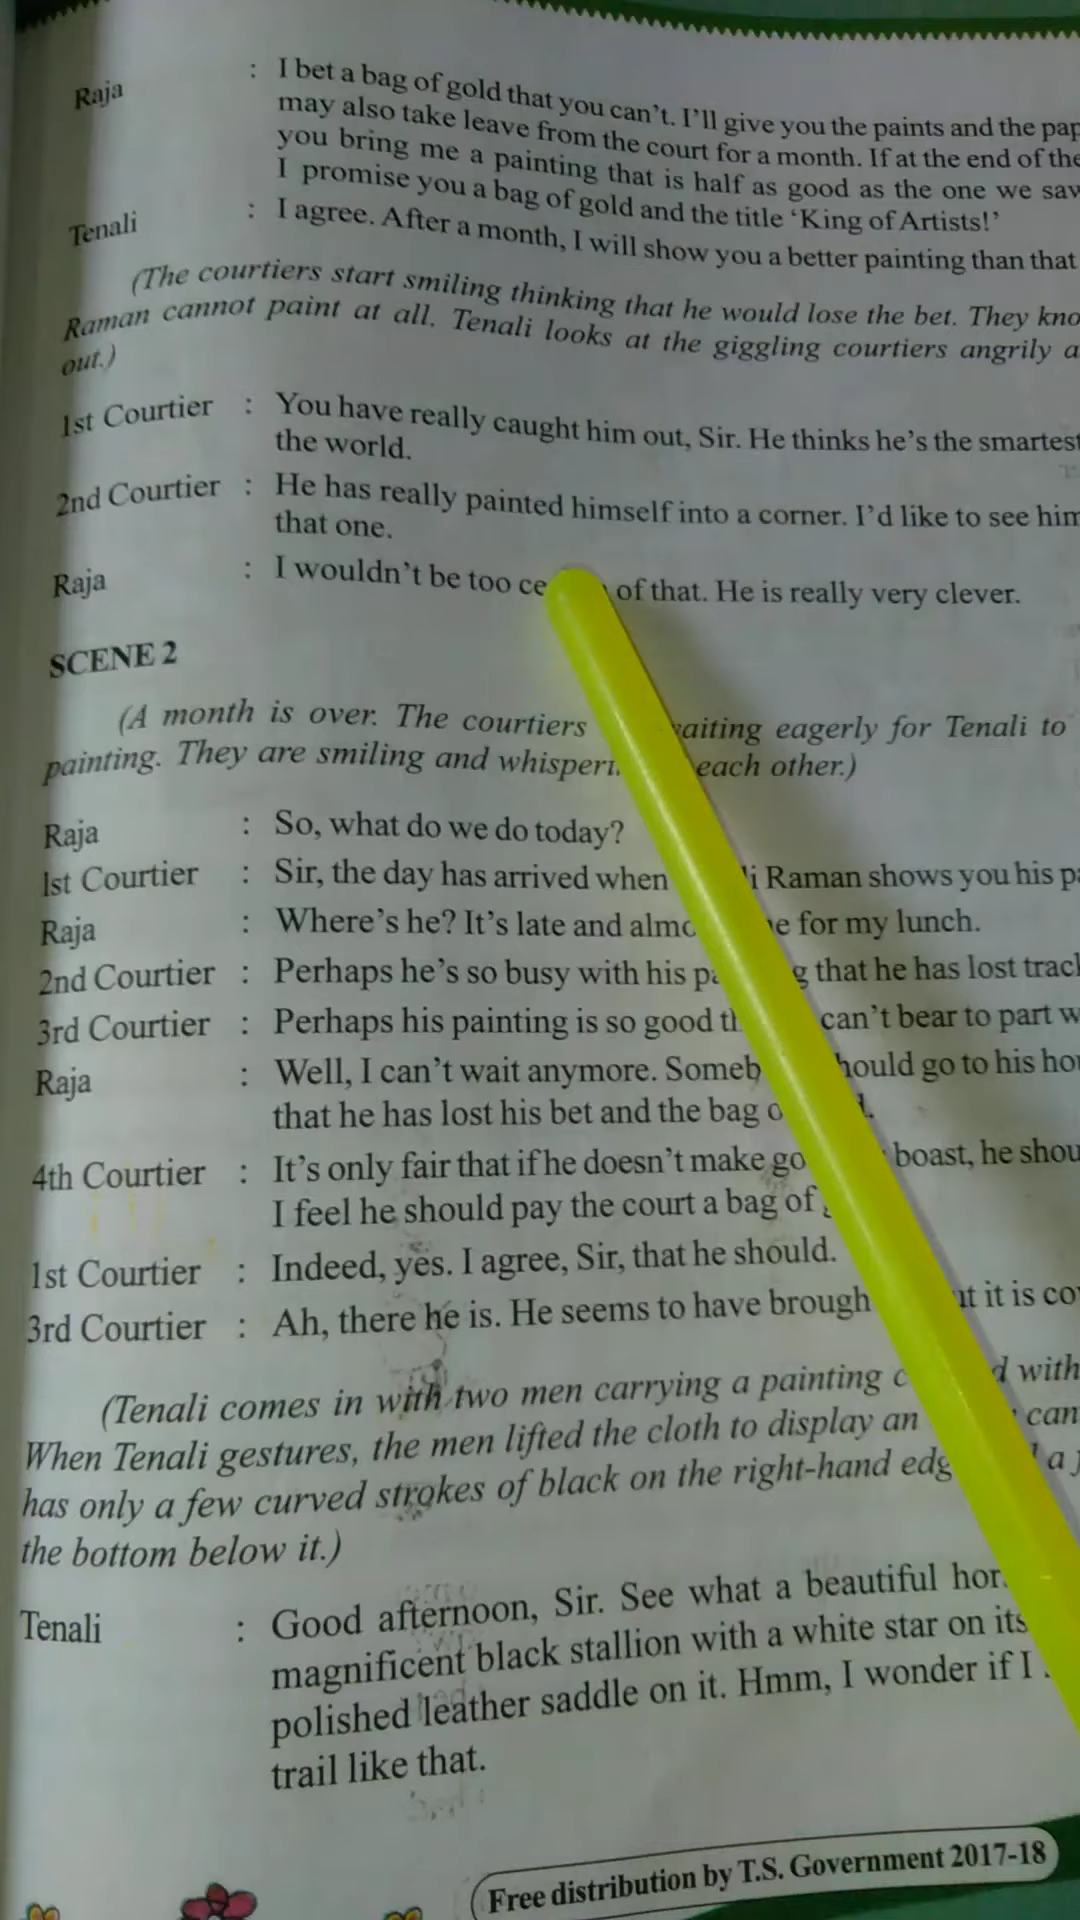 Raja : I bet a bag of gold that you can't. I'll give you the paints and the
may also take leave from the court for a month. If at the end of the
you bring me a painting that is half as good as the one we
I promise you a bag of gold and the title 'King of Artists!'
Tenali : I agree. After a month, I will show you a better painting than that
(The courtiers start smiling thinking that he would lose the bet. They
Raman cannot paint at all. Tenali looks at the giggling courtiers angrily
out.)
1st Courtier : You have really caught him out, Sir. He thinks he's the smartest
the world.
2nd Courtier : He has really painted himself into a corner. I'd like to see him
that one.
Raja : I wouldn't be too of that. He is really very clever.
SCENE 2
(A month is over. The courtiers eagerly for Tenali to
painting. They are smiling and each other.)
Raja : So, what do we do today?
1st Courtier : Sir, the day has arrived when Raman shows you his
Raja : Where's he? It's late and for my lunch.
2nd Courtier : Perhaps he's so busy with his that he has lost
3rd Courtier : Perhaps his painting is so good can't bear to part
Raja : Well, I can't wait anymore. go to his
that he has lost his bet and the bag
4th Courtier : It's only fair that if he doesn't make boast, he
I feel he should pay the court a bag of
1st Courtier : Indeed, yes. I agree, Sir, that he should.
3rd Courtier : Ah, there he is. He seems to have it is
(Tenali comes in with two men carrying a painting with
When Tenali gestures, the men lifted the cloth to display an
has only a few curved strokes of black on the right-hand a
the bottom below it.)
Tenali : Good afternoon, Sir. See what a beautiful
magnificent black stallion with a white star on its
polished leather saddle on it. Hmm, I wonder if I
trail like that.
Free distribution by T.S. Government 2017-18